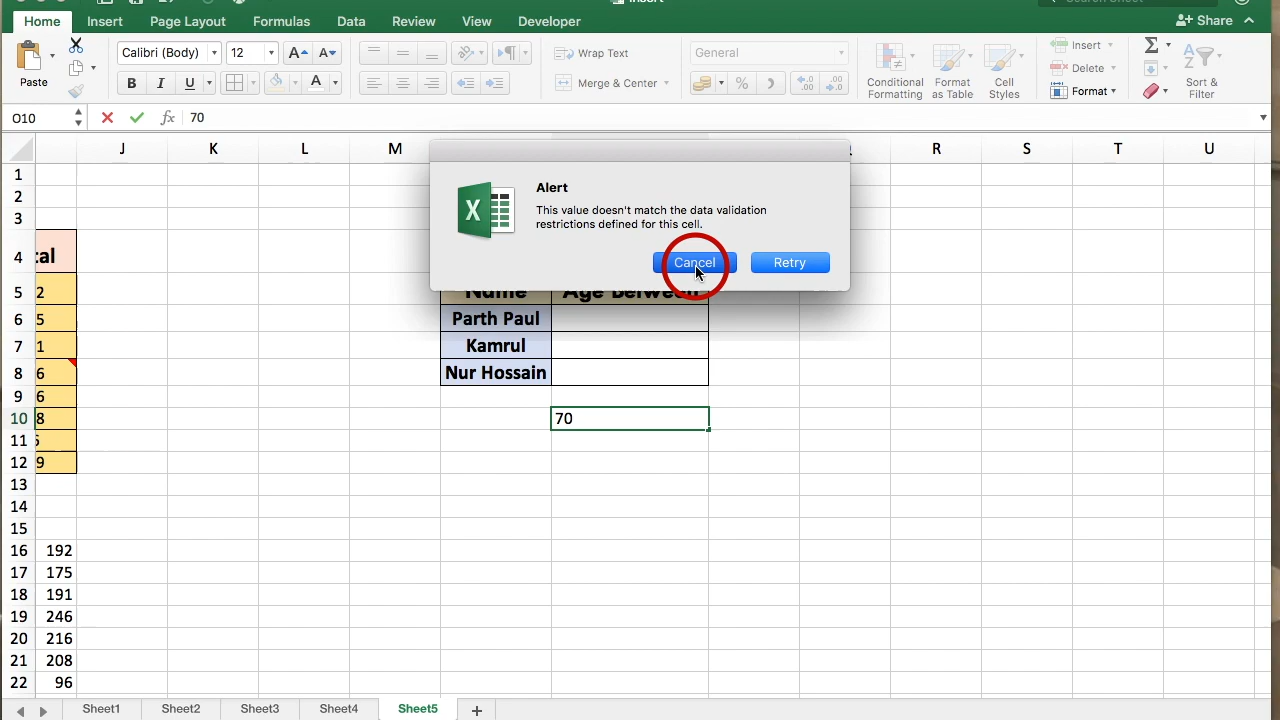 Insert
Search Sheet
Home Insert Page Layout Formulas Data Review View Developer
Share
Paste
Calibri (Body) 12
A A
Wrap Text
General
Conditional Formatting
Format as Table
Cell Styles
Insert
Delete
Format
Sort & Filter
B I U A
Merge & Center
%
O10 fx 70
J K L M R S T U
1
2
3
Alert
This value doesn't match the data validation
restrictions defined for this cell.
Cancel Retry
4 tal
5 2 Name Age Between
6 5 Parth Paul
7 1 Kamrul
8 6 Nur Hossain
9 6
10 8 70
11
12 9
13
14
15
16 192
17 175
18 191
19 246
20 216
21 208
22 96
Sheet1 Sheet2 Sheet3 Sheet4 Sheet5 +